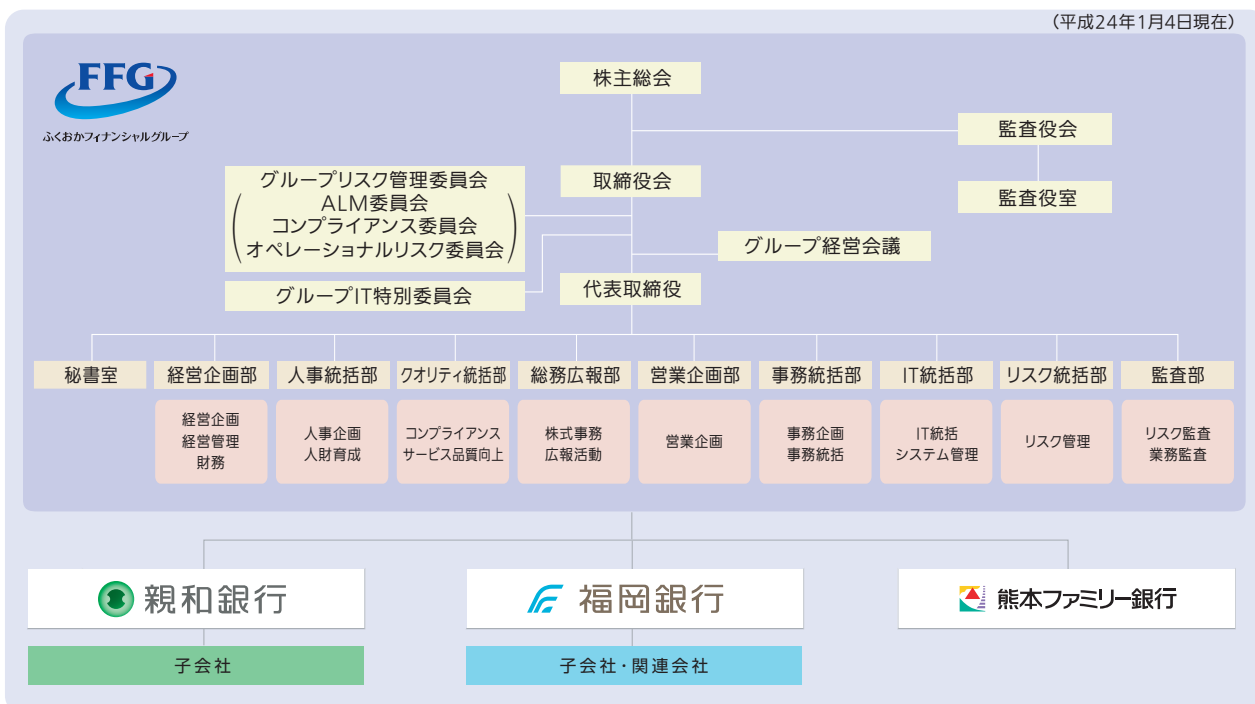 (平成24年1月4日現在)
FFG
ふくおかフィナンシャルグループ
株主総会
監査役会
監査役室
取締役会
グループリスク管理委員会
ALM委員会
コンプライアンス委員会
オペレーショナルリスク委員会
グループ経営会議
グループIT特別委員会
代表取締役
秘書室
経営企画部
人事統括部
クオリティ統括部
総務広報部
営業企画部
事務統括部
IT統括部
リスク統括部
監査部
経営企画
経営管理
財務
人事企画
人財育成
コンプライアンス
サービス品質向上
株式事務
広報活動
営業企画
事務企画
事務統括
IT統括
システム管理
リスク管理
リスク監査
業務監査
親和銀行
福岡銀行
熊本ファミリー銀行
子会社
子会社・関連会社